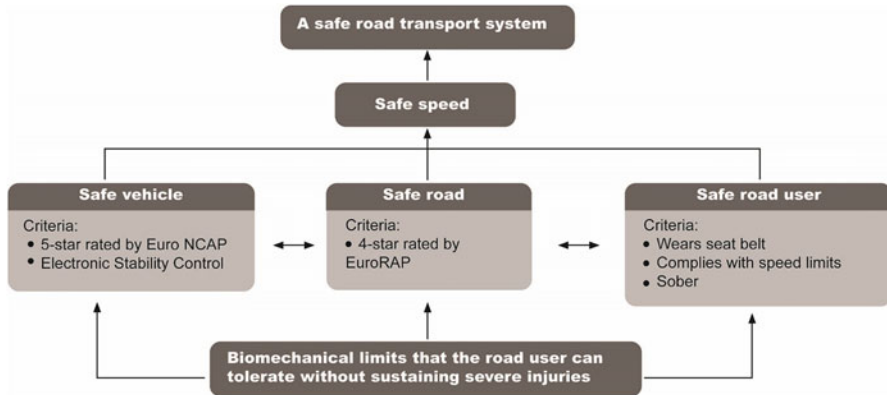 A safe road transport system
Safe speed
Safe vehicle
Criteria:
• 5-star rated by Euro NCAP
• Electronic Stability Control
Safe road
Criteria:
• 4-star rated by
EuroRAP
Safe road user
Criteria:
• Wears seat belt
• Complies with speed limits
• Sober
Biomechanical limits that the road user can
tolerate without sustaining severe injuries